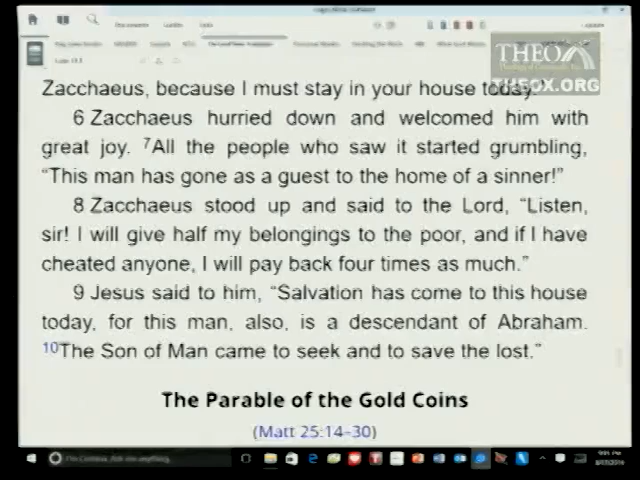 THEOX
THEOX.ORG
Zacchaeus, because I must stay in your house today.
6 Zacchaeus hurried down and welcomed him with
great joy. 7All the people who saw it started grumbling,
“This man has gone as a guest to the home of a sinner!”
8 Zacchaeus stood up and said to the Lord, “Listen,
sir! I will give half my belongings to the poor, and if I have
cheated anyone, I will pay back four times as much.”
9 Jesus said to him, “Salvation has come to this house
today, for this man, also, is a descendant of Abraham.
10The Son of Man came to seek and to save the lost.”
The Parable of the Gold Coins
(Matt 25:14–30)